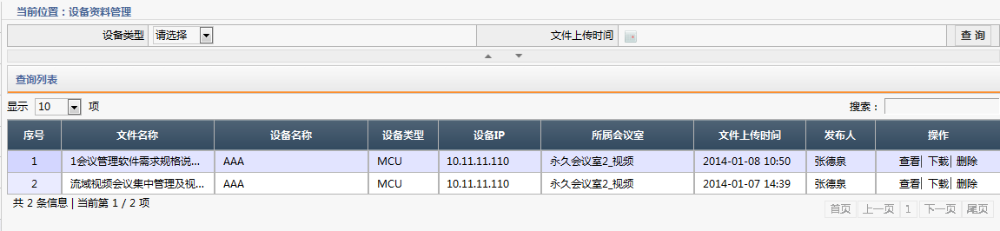 当前位置：设备资料管理
设备类型 请选择 文件上传时间 查 询
查询列表
显示 10 项 搜索：
序号 文件名称 设备名称 设备类型 设备IP 所属会议室 文件上传时间 发布人 操作
1 1会议管理软件需求规格说... AAA MCU 10.11.11.110 永久会议室2_视频 2014-01-08 10:50 张德泉 查看| 下载| 删除
2 流域视频会议集中管理及视... AAA MCU 10.11.11.110 永久会议室2_视频 2014-01-07 14:39 张德泉 查看| 下载| 删除
共 2 条信息 | 当前第 1 / 2 项
首页 上一页 1 下一页 尾页